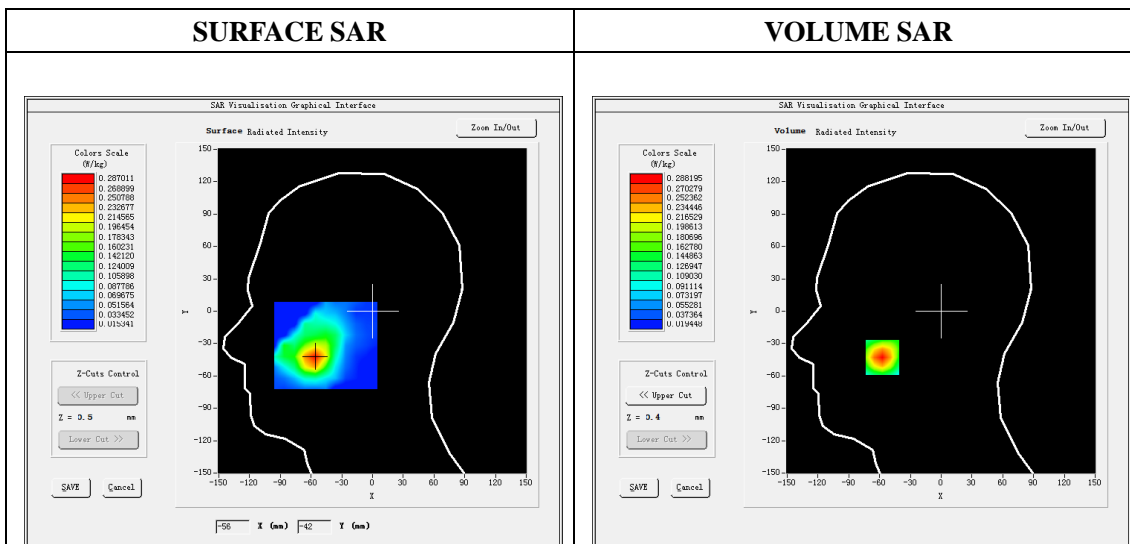 SURFACE SAR
VOLUME SAR
SAR Visualisation Graphical Interface
Surface Radiated Intensity
Zoom In/Out
Colors Scale
(W/kg)
0.287011
0.268899
0.250788
0.232677
0.214565
0.196454
0.178343
0.160231
0.142120
0.124009
0.105898
0.087786
0.069675
0.051564
0.033452
0.015341
150
120
90
60
30
0
-30
-60
-90
-120
-150
Y
-150 -120 -90 -60 -30 0 30 60 90 120 150
X
Z-Cuts Control
<< Upper Cut
Z = 0.5 mm
Lower Cut >>
SAVE Cancel
-56 X (mm) -42 Y (mm)
SAR Visualisation Graphical Interface
Volume Radiated Intensity
Zoom In/Out
Colors Scale
(W/kg)
0.288195
0.270279
0.252362
0.234446
0.216529
0.198613
0.180696
0.162780
0.144863
0.126947
0.109030
0.091114
0.073197
0.055281
0.037364
0.019448
150
120
90
60
30
0
-30
-60
-90
-120
-150
Y
-150 -120 -90 -60 -30 0 30 60 90 120 150
X
Z-Cuts Control
<< Upper Cut
Z = 0.4 mm
Lower Cut >>
SAVE Cancel